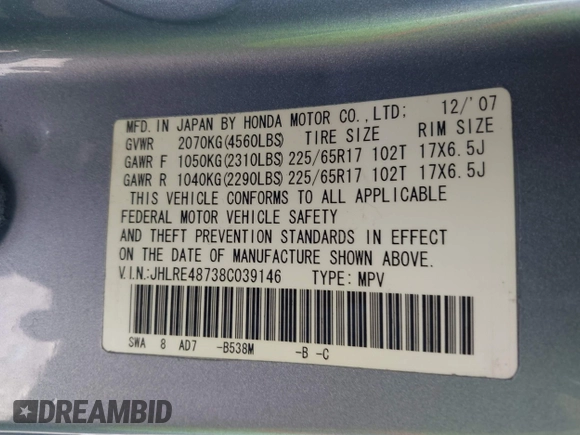 MFD. IN JAPAN BY HONDA MOTOR CO.,LTD: 12/'07
GVWR 2070KG(4560LBS) TIRE SIZE RIM SIZE
GAWR F 1050KG(2310LBS) 225/65R17 102T 17X6.5J
GAWR R 1040KG(2290LBS) 225/65R17 102T 17X6.5J
THIS VEHICLE CONFORMS TO ALL APPLICABLE
FEDERAL MOTOR VEHICLE SAFETY
AND THEFT PREVENTION STANDARDS IN EFFECT
ON THE DATE OF MANUFACTURE SHOWN ABOVE.
V.I.N:JHLRE48738C039146 TYPE: MPV
SWA 8 AD7 -B538M -B -C
DREAMBID